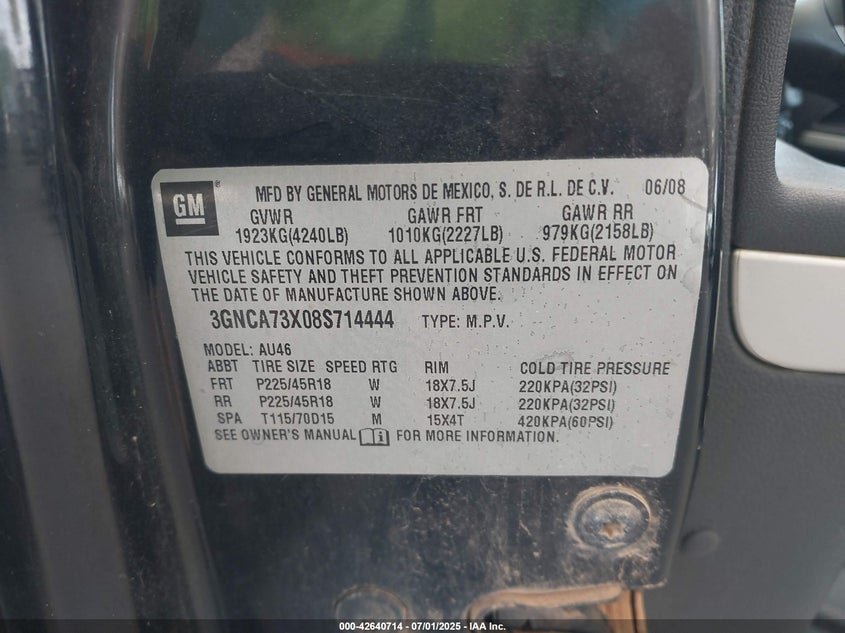 GM ® MFD BY GENERAL MOTORS DE MEXICO, S. DE R.L. DE C.V. 06/08
GVWR GAWR FRT GAWR RR
1923KG(4240LB) 1010KG(2227LB) 979KG(2158LB)
THIS VEHICLE CONFORMS TO ALL APPLICABLE U.S. FEDERAL MOTOR
VEHICLE SAFETY AND THEFT PREVENTION STANDARDS IN EFFECT ON
THE DATE OF MANUFACTURE SHOWN ABOVE.
3GNCA73X08S714444 TYPE: M.P.V.
MODEL: AU46
ABBT TIRE SIZE SPEED RTG RIM COLD TIRE PRESSURE
FRT P225/45R18 W 18X7.5J 220KPA(32PSI)
RR P225/45R18 W 18X7.5J 220KPA(32PSI)
SPA T115/70D15 M 15X4T 420KPA(60PSI)
SEE OWNER'S MANUAL i FOR MORE INFORMATION.
000-42640714 - 07/01/2025 - IAA Inc.